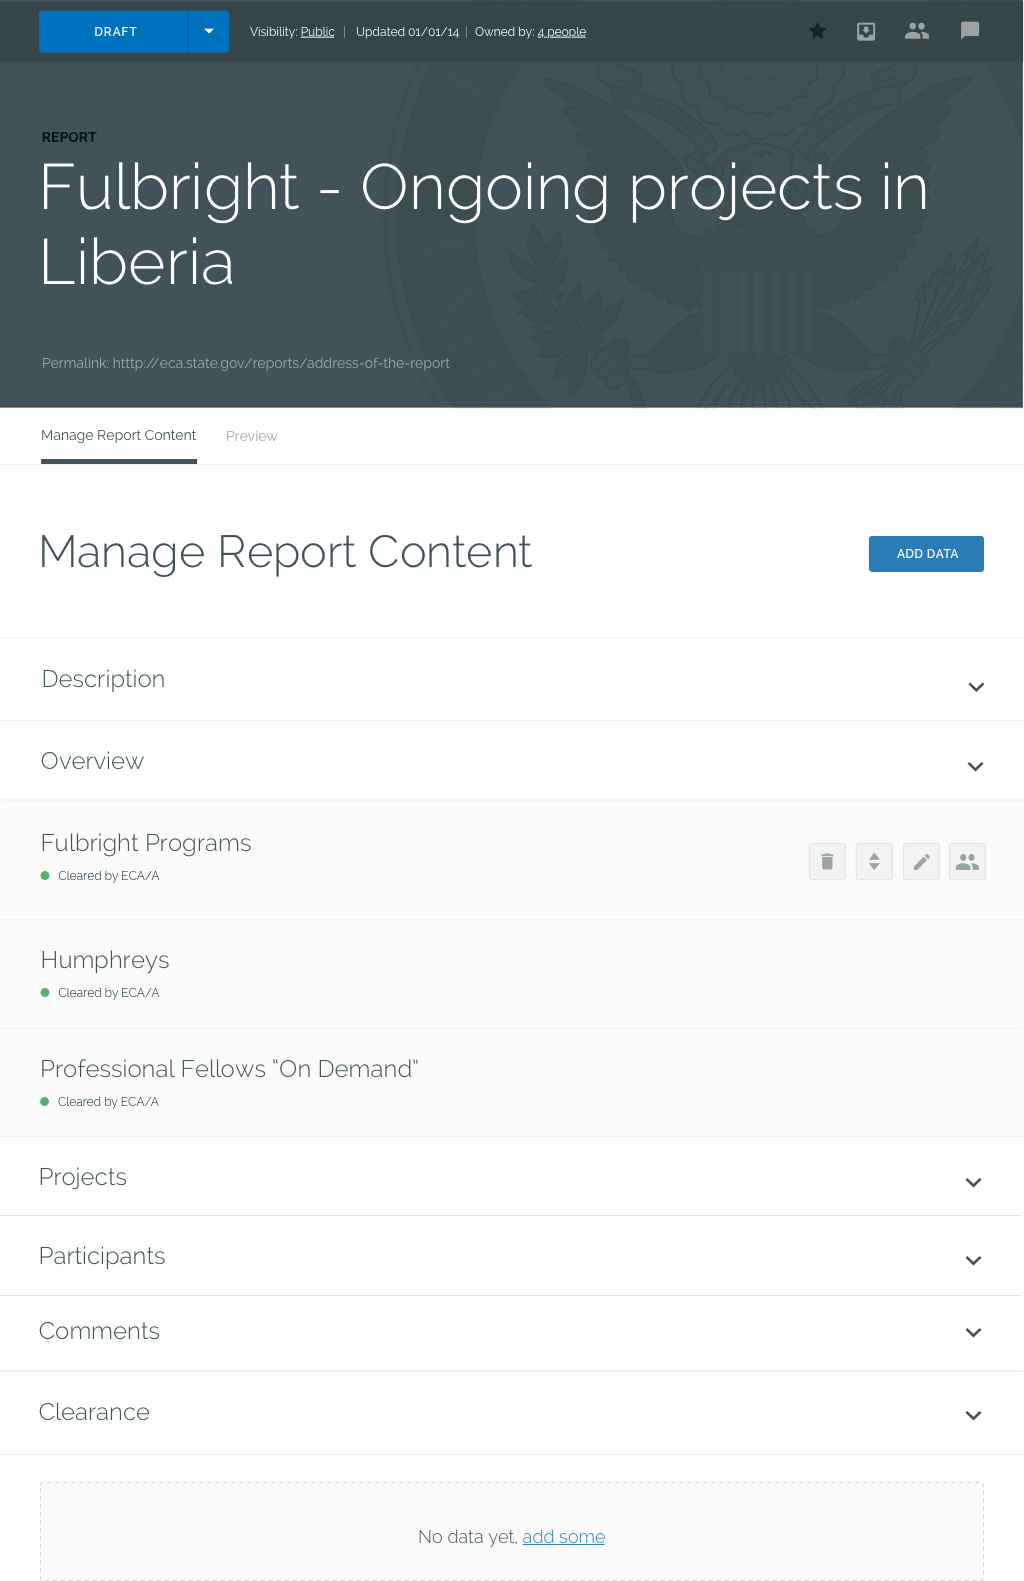 DRAFT
Visibility: Public | Updated 01/01/14 | Owned by: 4 people
REPORT
Fulbright - Ongoing projects in
Liberia
Permalink: htttp://eca.state.gov/reports/address-of-the-report
Manage Report Content
Preview
Manage Report Content
ADD DATA
Description
Overview
Fulbright Programs
Cleared by ECA/A
Humphreys
Cleared by ECA/A
Professional Fellows “On Demand”
Cleared by ECA/A
Projects
Participants
Comments
Clearance
No data yet, add some